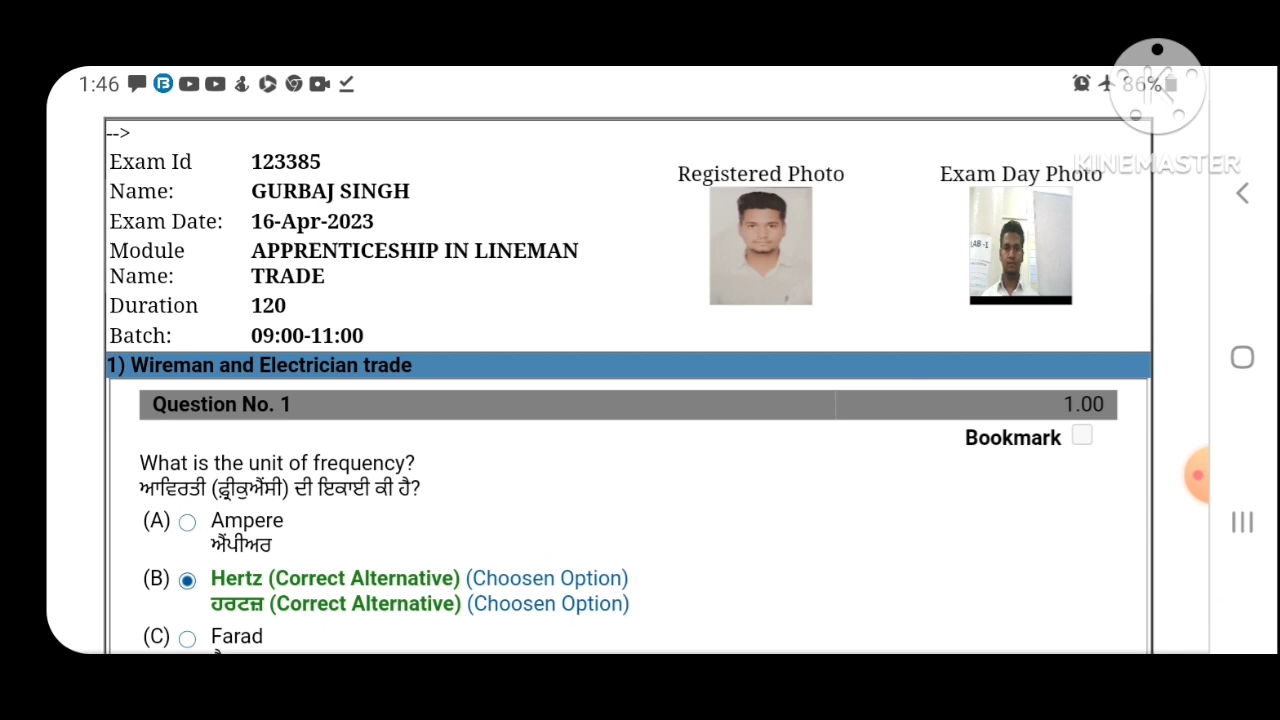 1:46
86%
KINEMASTER
-->
Exam Id 123385
Name: GURBAJ SINGH
Exam Date: 16-Apr-2023
Module Name: APPRENTICESHIP IN LINEMAN TRADE
Duration 120
Batch: 09:00-11:00
Registered Photo
Exam Day Photo
LAB -1
1) Wireman and Electrician trade
Question No. 1 1.00
Bookmark
What is the unit of frequency?
ਆਵਿਰਤੀ (ਫ਼੍ਰੀਕੁਐਂਸੀ) ਦੀ ਇਕਾਈ ਕੀ ਹੈ?
(A) Ampere
ਐਂਪੀਅਰ
(B) Hertz (Correct Alternative) (Choosen Option)
ਹਰਟਜ਼ (Correct Alternative) (Choosen Option)
(C) Farad